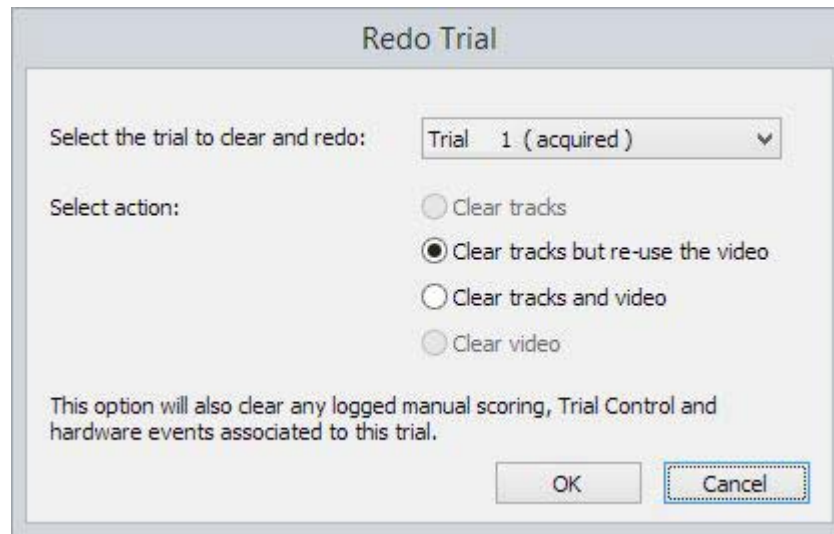 Redo Trial
Select the trial to clear and redo:
Trial 1 ( acquired )
Select action:
Clear tracks
Clear tracks but re-use the video
Clear tracks and video
Clear video
This option will also clear any logged manual scoring, Trial Control and
hardware events associated to this trial.
OK
Cancel